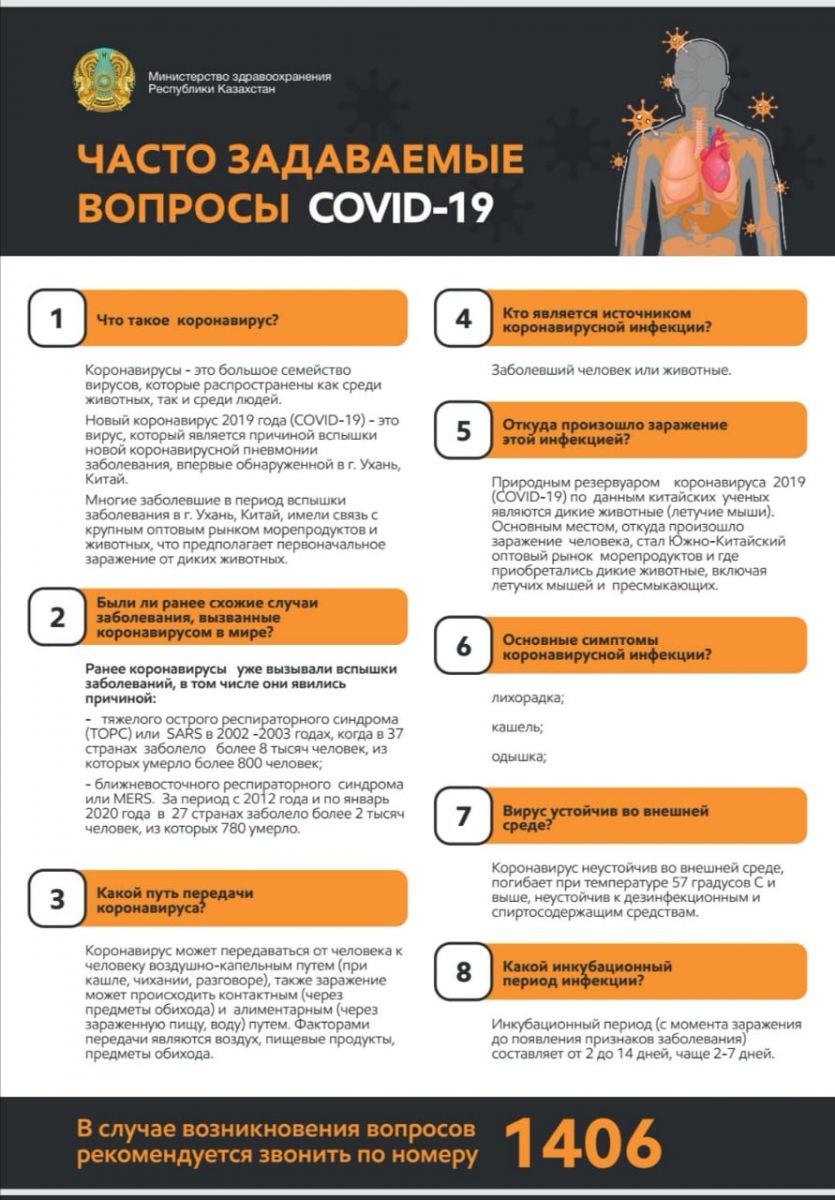 Министерство здравоохранения
Республики Казахстан
ЧАСТО ЗАДАВАЕМЫЕ
ВОПРОСЫ COVID-19
1
Что такое коронавирус?
Коронавирусы - это большое семейство
вирусов, которые распространены как среди
животных, так и среди людей.
Новый коронавирус 2019 года (COVID-19) - это
вирус, который является причиной вспышки
новой коронавирусной пневмонии
заболевания, впервые обнаруженной в г. Ухань,
Китай.
Многие заболевшие в период вспышки
заболевания в г. Ухань, Китай, имели связь с
крупным оптовым рынком морепродуктов и
животных, что предполагает первоначальное
заражение от диких животных.
2
Были ли ранее схожие случаи
заболевания, вызванные
коронавирусом в мире?
Ранее коронавирусы уже вызывали вспышки
заболеваний, в том числе они явились
причиной:
- тяжелого острого респираторного синдрома
(ТОРС) или SARS в 2002 -2003 годах, когда в 37
странах заболело более 8 тысяч человек, из
которых умерло более 800 человек;
- ближневосточного респираторного синдрома
или MERS. За период с 2012 года и по январь
2020 года в 27 странах заболело более 2 тысяч
человек, из которых 780 умерло.
3
Какой путь передачи
коронавируса?
Коронавирус может передаваться от человека к
человеку воздушно-капельным путем (при
кашле, чихании, разговоре), также заражение
может происходить контактным (через
предметы обихода) и алиментарным (через
зараженную пищу, воду) путем. Факторами
передачи являются воздух, пищевые продукты,
предметы обихода.
4
Кто является источником
коронавирусной инфекции?
Заболевший человек или животные.
5
Откуда произошло заражение
этой инфекцией?
Природным резервуаром коронавируса 2019
(COVID-19) по данным китайских ученых
являются дикие животные (летучие мыши).
Основным местом, откуда произошло
заражение человека, стал Южно-Китайский
оптовый рынок морепродуктов и где
приобретались дикие животные, включая
летучих мышей и пресмыкающих.
6
Основные симптомы
коронавирусной инфекции?
лихорадка;
кашель;
одышка;
7
Вирус устойчив во внешней
среде?
Коронавирус неустойчив во внешней среде,
погибает при температуре 57 градусов С и
выше, неустойчив к дезинфекционным и
спиртосодержащим средствам.
8
Какой инкубационный
период инфекции?
Инкубационный период (с момента заражения
до появления признаков заболевания)
составляет от 2 до 14 дней, чаще 2-7 дней.
В случае возникновения вопросов
рекомендуется звонить по номеру
1406